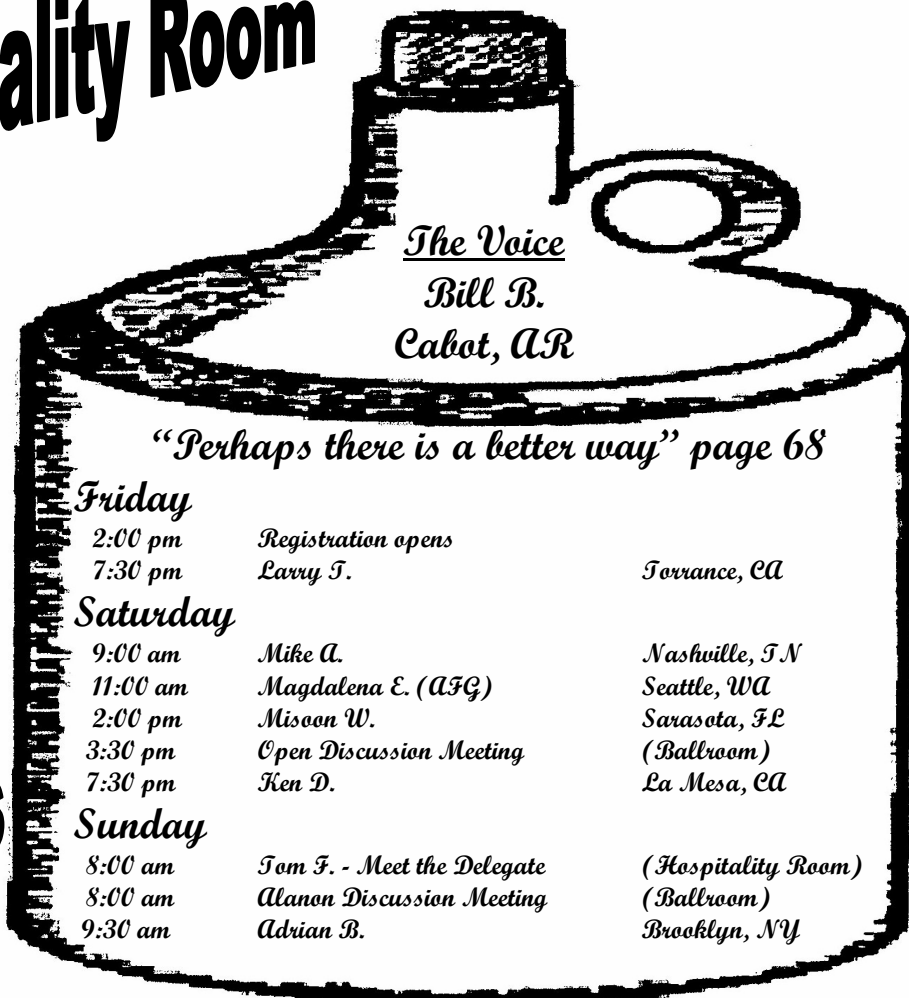 ality Room
The Voice
Bill B.
Cabot, AR
“Perhaps there is a better way” page 68
Friday
2:00 pm Registration opens
7:30 pm Larry T. Torrance, CA
Saturday
9:00 am Mike A. Nashville, TN
11:00 am Magdalena E. (AFG) Seattle, WA
2:00 pm Misoon W. Sarasota, FL
3:30 pm Open Discussion Meeting (Ballroom)
7:30 pm Ken D. La Mesa, CA
Sunday
8:00 am Tom F. - Meet the Delegate (Hospitality Room)
8:00 am Alanon Discussion Meeting (Ballroom)
9:30 am Adrian B. Brooklyn, NY